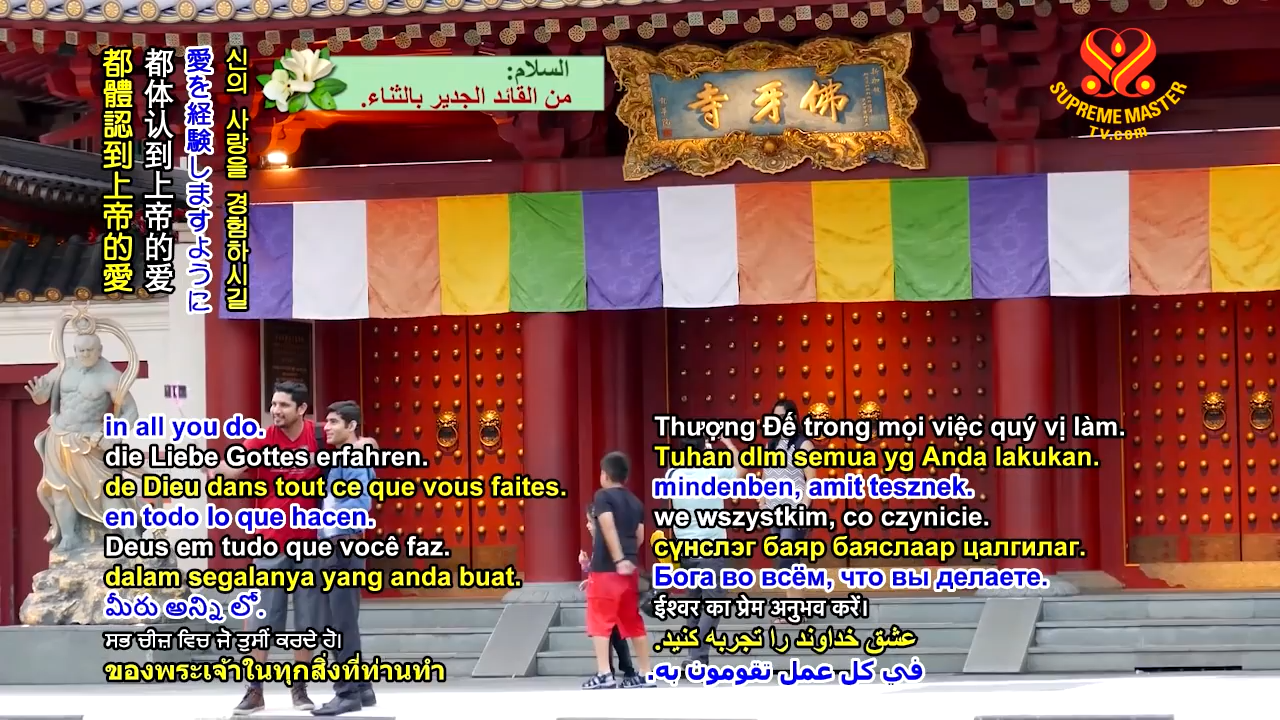 都體認到上帝的愛
都体认到上帝的爱
愛を経験しますように
신의 사랑을 경험하시길
السلام:
من القائد الجدير بالثناء.
佛牙寺
SUPREME MASTER
TV.com
in all you do.
die Liebe Gottes erfahren.
de Dieu dans tout ce que vous faites.
en todo lo que hacen.
Deus em tudo que você faz.
dalam segalanya yang anda buat.
మీరు అన్ని లో.
ਸਭ ਚੀਜ਼ ਵਿਚ ਜੋ ਤੁਸੀਂ ਕਰਦੇ ਹੋ।
ของพระเจ้าในทุกสิ่งที่ท่านทำ
Thượng Đế trong mọi việc quý vị làm.
Tuhan dlm semua yg Anda lakukan.
mindenben, amit tesznek.
we wszystkim, co czynicie.
сүнслэг баяр баяслаар цалгилаг.
Бога во всём, что вы делаете.
ईश्वर का प्रेम अनुभव करें।
عشق خداوند را تجربه کنید.
في كل عمل تقومون به.